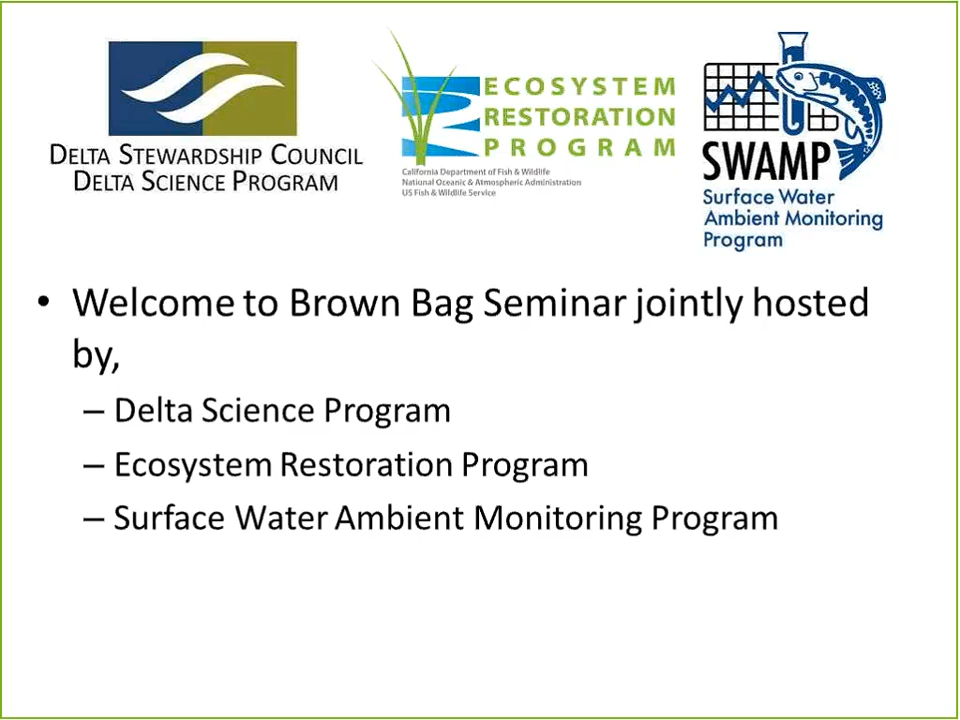 DELTA STEWARDSHIP COUNCIL
DELTA SCIENCE PROGRAM
ECOSYSTEM
RESTORATION
PROGRAM
California Department of Fish & Wildlife
National Oceanic & Atmospheric Administration
US Fish & Wildlife Service
SWAMP
Surface Water
Ambient Monitoring
Program
• Welcome to Brown Bag Seminar jointly hosted
by,
– Delta Science Program
– Ecosystem Restoration Program
– Surface Water Ambient Monitoring Program